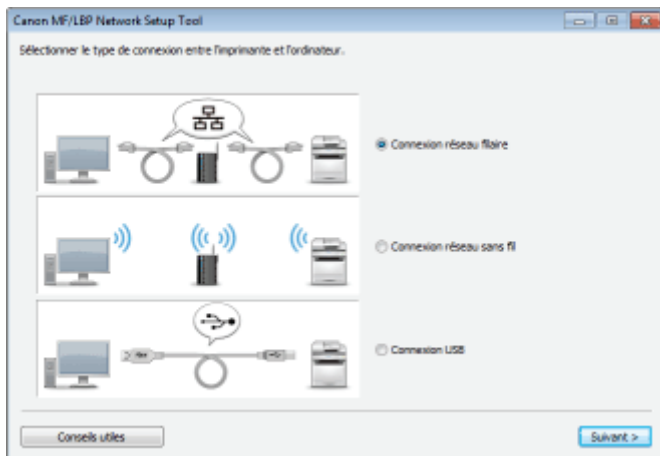 Canon MF/LBP Network Setup Tool
Sélectionner le type de connexion entre l'imprimante et l'ordinateur.
Connexion réseau filaire
Connexion réseau sans fil
Connexion USB
Conseils utiles
Suivant >